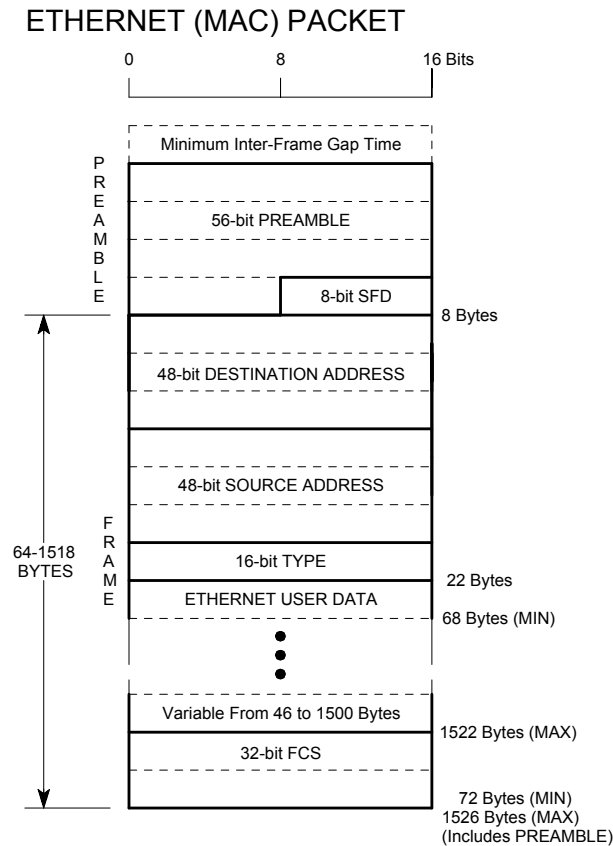 ETHERNET (MAC) PACKET
0 8 16 Bits
Minimum Inter-Frame Gap Time
PREAMBLE
56-bit PREAMBLE
8-bit SFD
8 Bytes
48-bit DESTINATION ADDRESS
48-bit SOURCE ADDRESS
FRAME
64-1518
BYTES
16-bit TYPE
22 Bytes
ETHERNET USER DATA
68 Bytes (MIN)
Variable From 46 to 1500 Bytes
1522 Bytes (MAX)
32-bit FCS
72 Bytes (MIN)
1526 Bytes (MAX)
(Includes PREAMBLE)